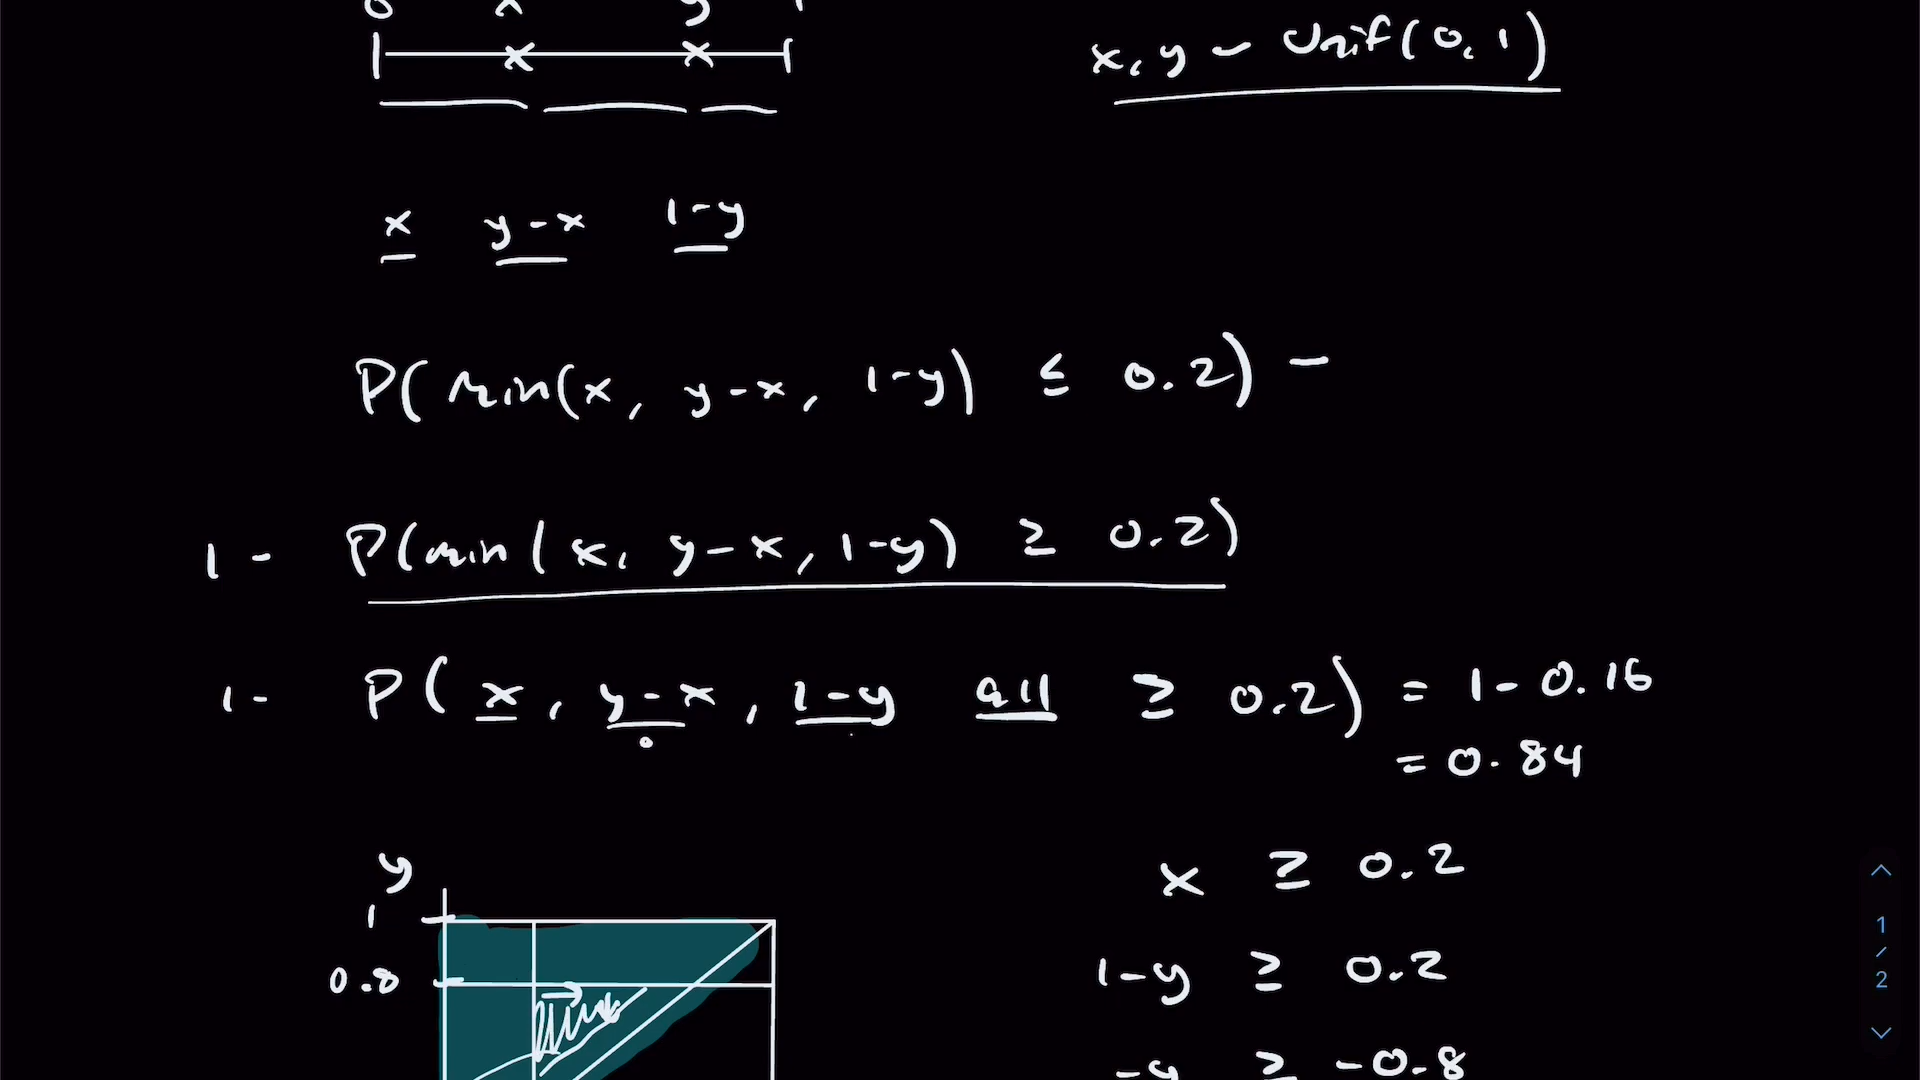 0 x y 1
x, y ~ Unif(0, 1)
x y-x 1-y
P(min(x, y-x, 1-y) ≤ 0.2) =
1 - P(min(x, y-x, 1-y) ≥ 0.2)
1 - P(x, y-x, 1-y all ≥ 0.2) = 1 - 0.16
= 0.84
y
1
0.8
x ≥ 0.2
1-y ≥ 0.2
-y ≥ -0.8
1
/
2